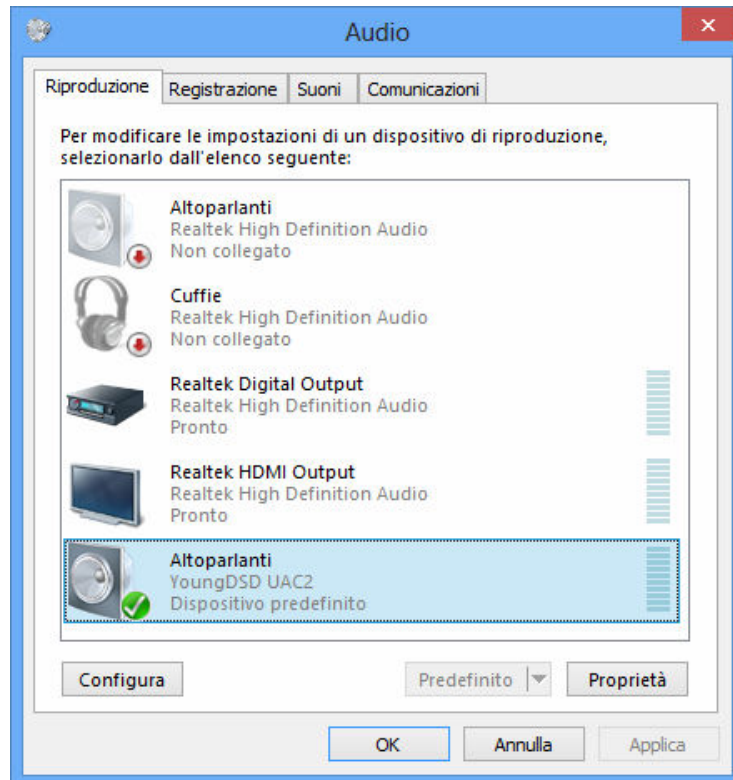 Audio
Riproduzione
Registrazione
Suoni
Comunicazioni
Per modificare le impostazioni di un dispositivo di riproduzione,
selezionarlo dall'elenco seguente:
Altoparlanti
Realtek High Definition Audio
Non collegato
Cuffie
Realtek High Definition Audio
Non collegato
Realtek Digital Output
Realtek High Definition Audio
Pronto
Realtek HDMI Output
Realtek High Definition Audio
Pronto
Altoparlanti
YoungDSD UAC2
Dispositivo predefinito
Configura
Predefinito
Proprietà
OK
Annulla
Applica